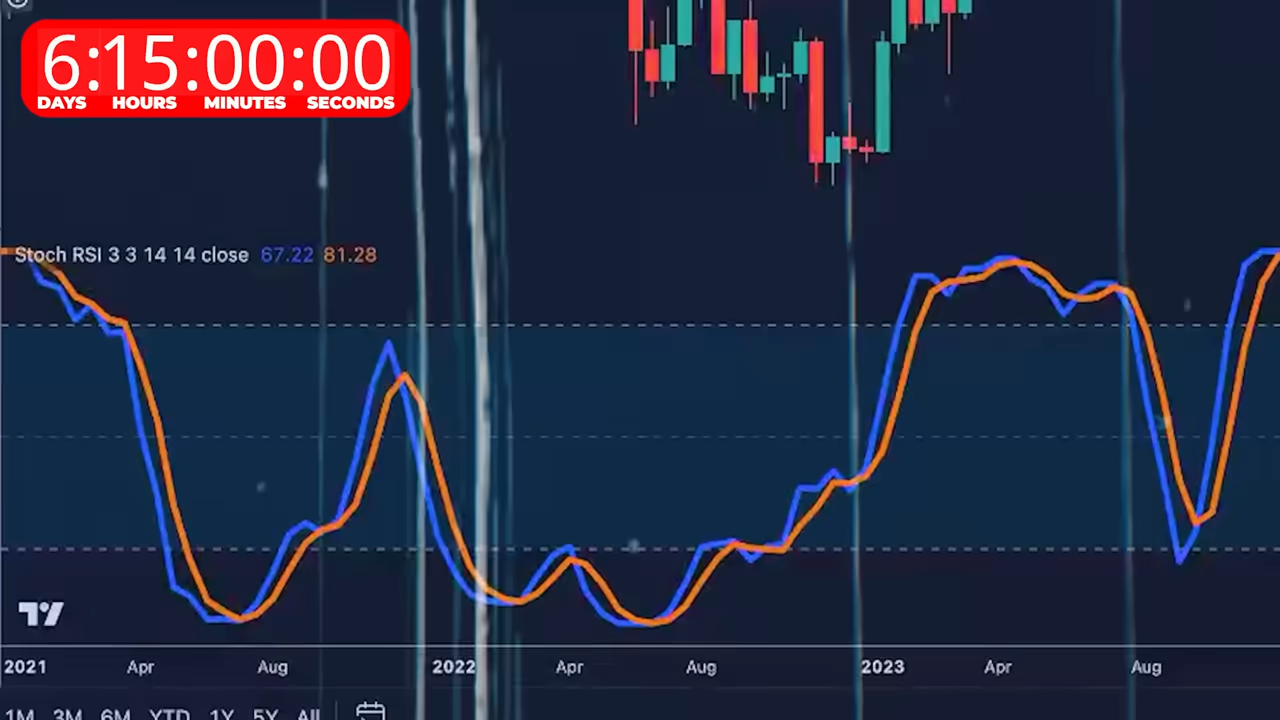 6:15:00:00
DAYS HOURS MINUTES SECONDS
Stoch RSI 3 3 14 14 close 67.22 81.28
2021 Apr Aug 2022 Apr Aug 2023 Apr Aug
1M 3M 6M YTD 1Y 5Y All